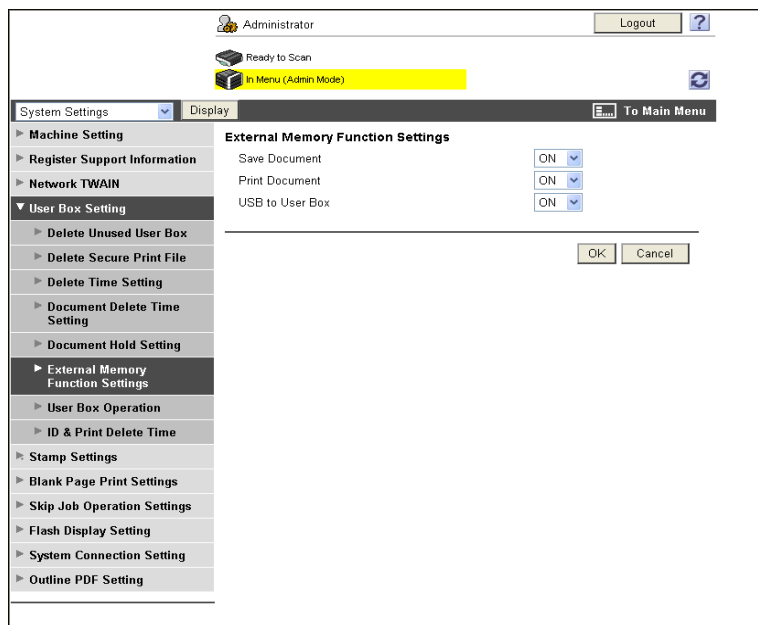 Administrator
Logout
?
Ready to Scan
In Menu (Admin Mode)
System Settings
Display
To Main Menu
Machine Setting
Register Support Information
Network TWAIN
User Box Setting
Delete Unused User Box
Delete Secure Print File
Delete Time Setting
Document Delete Time
Setting
Document Hold Setting
External Memory
Function Settings
User Box Operation
ID & Print Delete Time
Stamp Settings
Blank Page Print Settings
Skip Job Operation Settings
Flash Display Setting
System Connection Setting
Outline PDF Setting
External Memory Function Settings
Save Document ON
Print Document ON
USB to User Box ON
OK Cancel